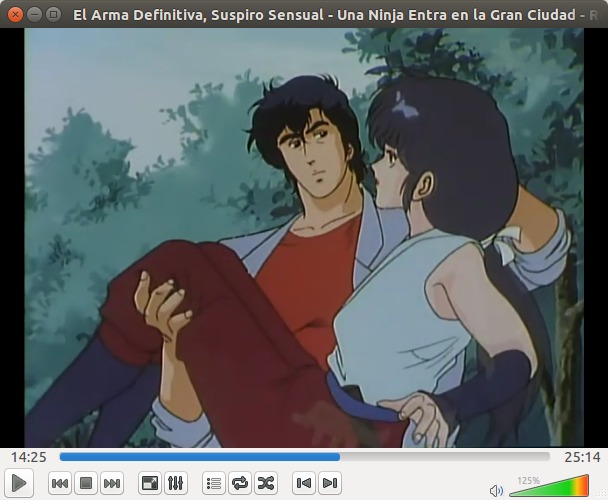 El Arma Definitiva, Suspiro Sensual - Una Ninja Entra en la Gran Ciudad - R
14:25
25:14
125%